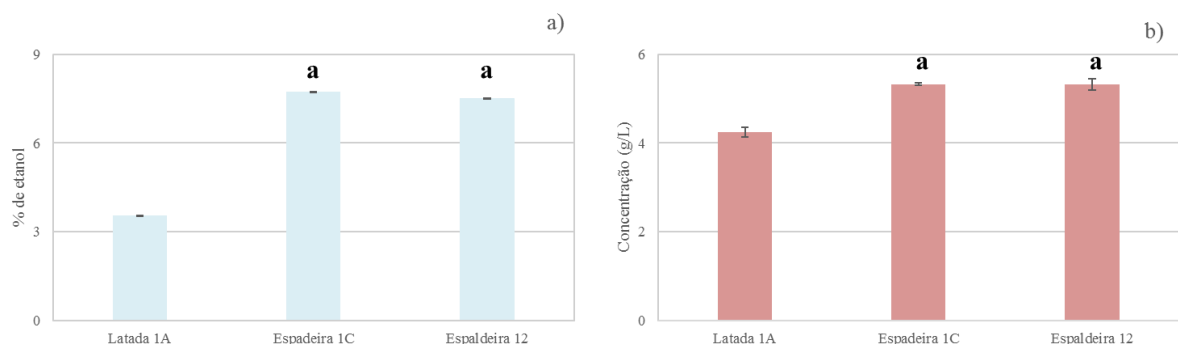 a)
9
6
3
0
% de etanol
a
a
Latada 1A
Espadeira 1C
Espaldeira 12
b)
6
4
2
0
Concentração (g/L)
a
a
Latada 1A
Espadeira 1C
Espaldeira 12